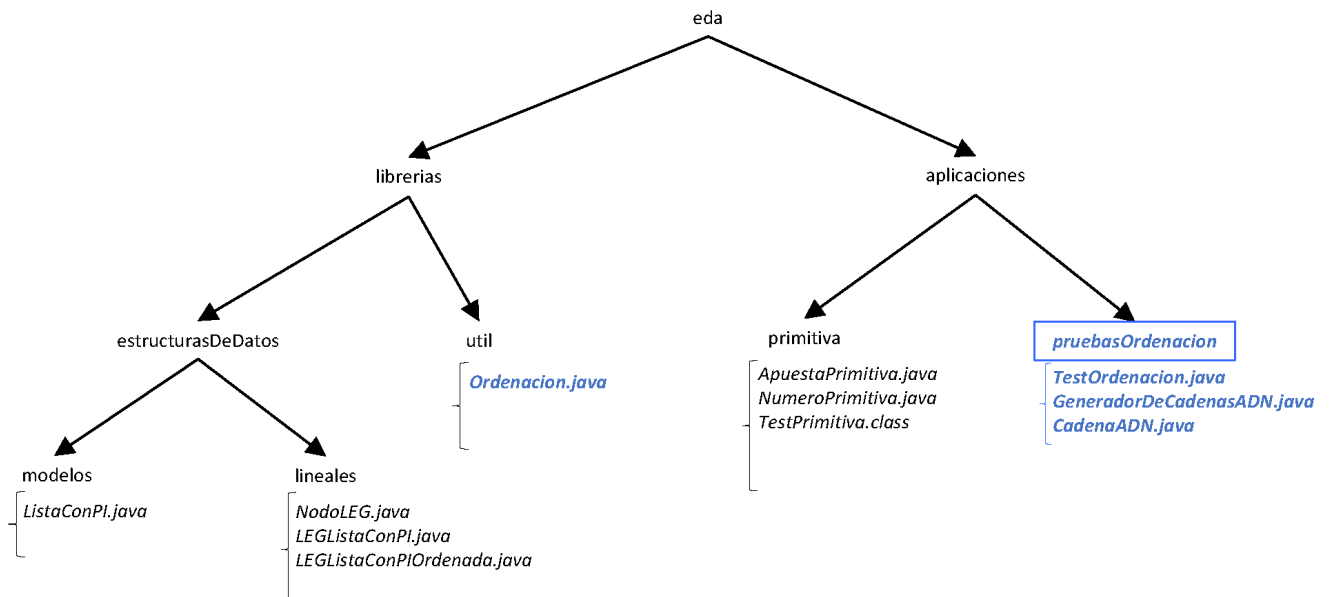 eda
librerias
aplicaciones
estructurasDeDatos
util
primitiva
pruebasOrdenacion
Ordenacion.java
ApuestaPrimitiva.java
NumeroPrimitiva.java
TestPrimitiva.class
TestOrdenacion.java
GeneradorDeCadenasADN.java
CadenaADN.java
modelos
lineales
ListaConPI.java
NodoLEG.java
LEGListaConPI.java
LEGListaConPIOrdenada.java